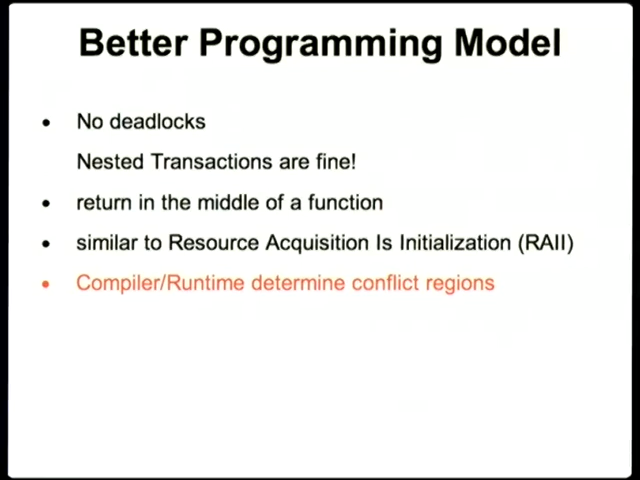 Better Programming Model
• No deadlocks
Nested Transactions are fine!
• return in the middle of a function
• similar to Resource Acquisition Is Initialization (RAII)
• Compiler/Runtime determine conflict regions